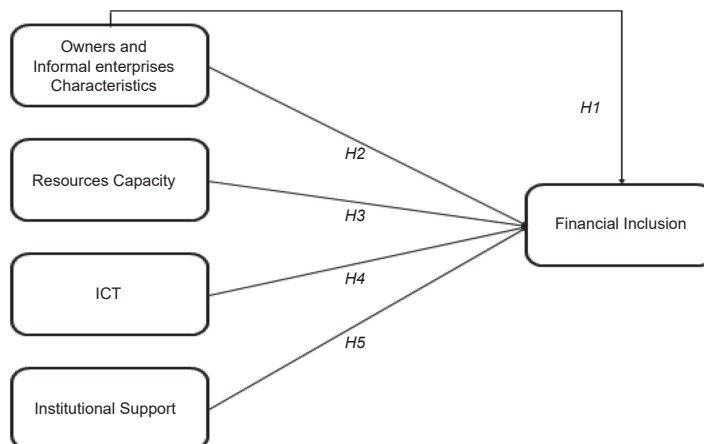 Owners and
Informal enterprises
Characteristics
H1
H2
Resources Capacity
H3
Financial Inclusion
ICT
H4
H5
Institutional Support